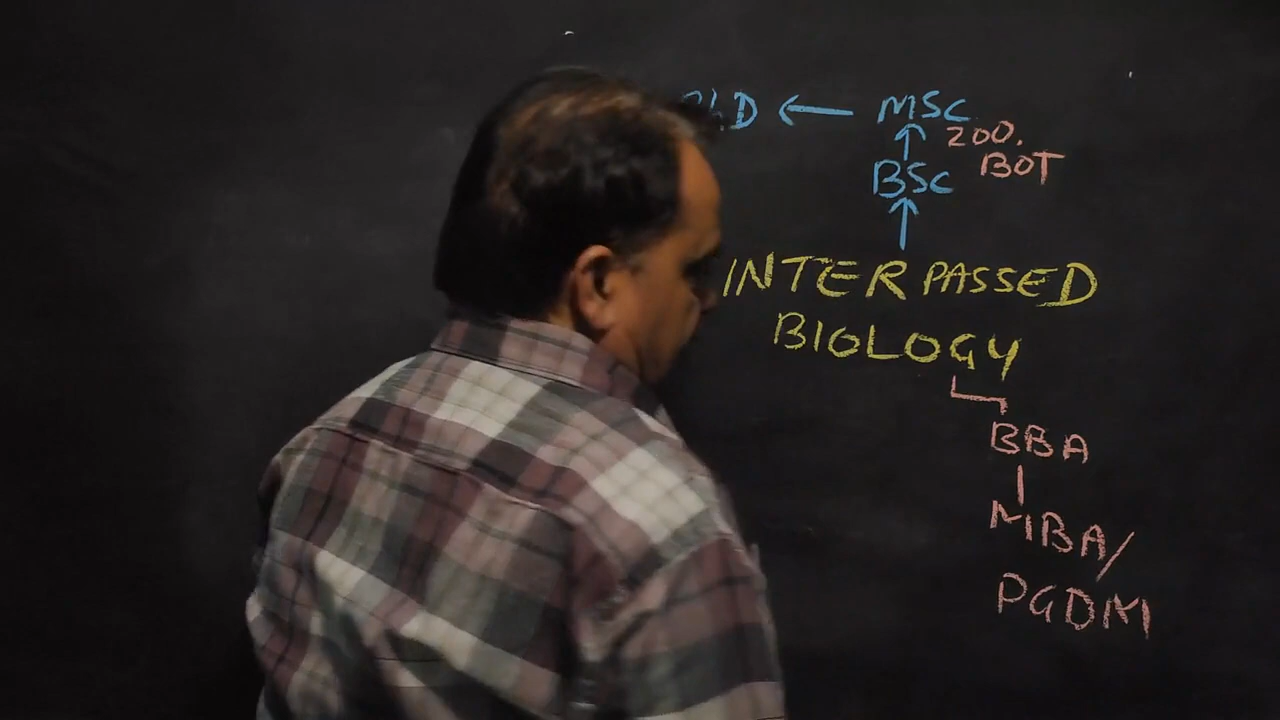 MSC
ZOO.
BOT
BSC
INTER PASSED
BIOLOGY
BBA
MBA/
PGDM